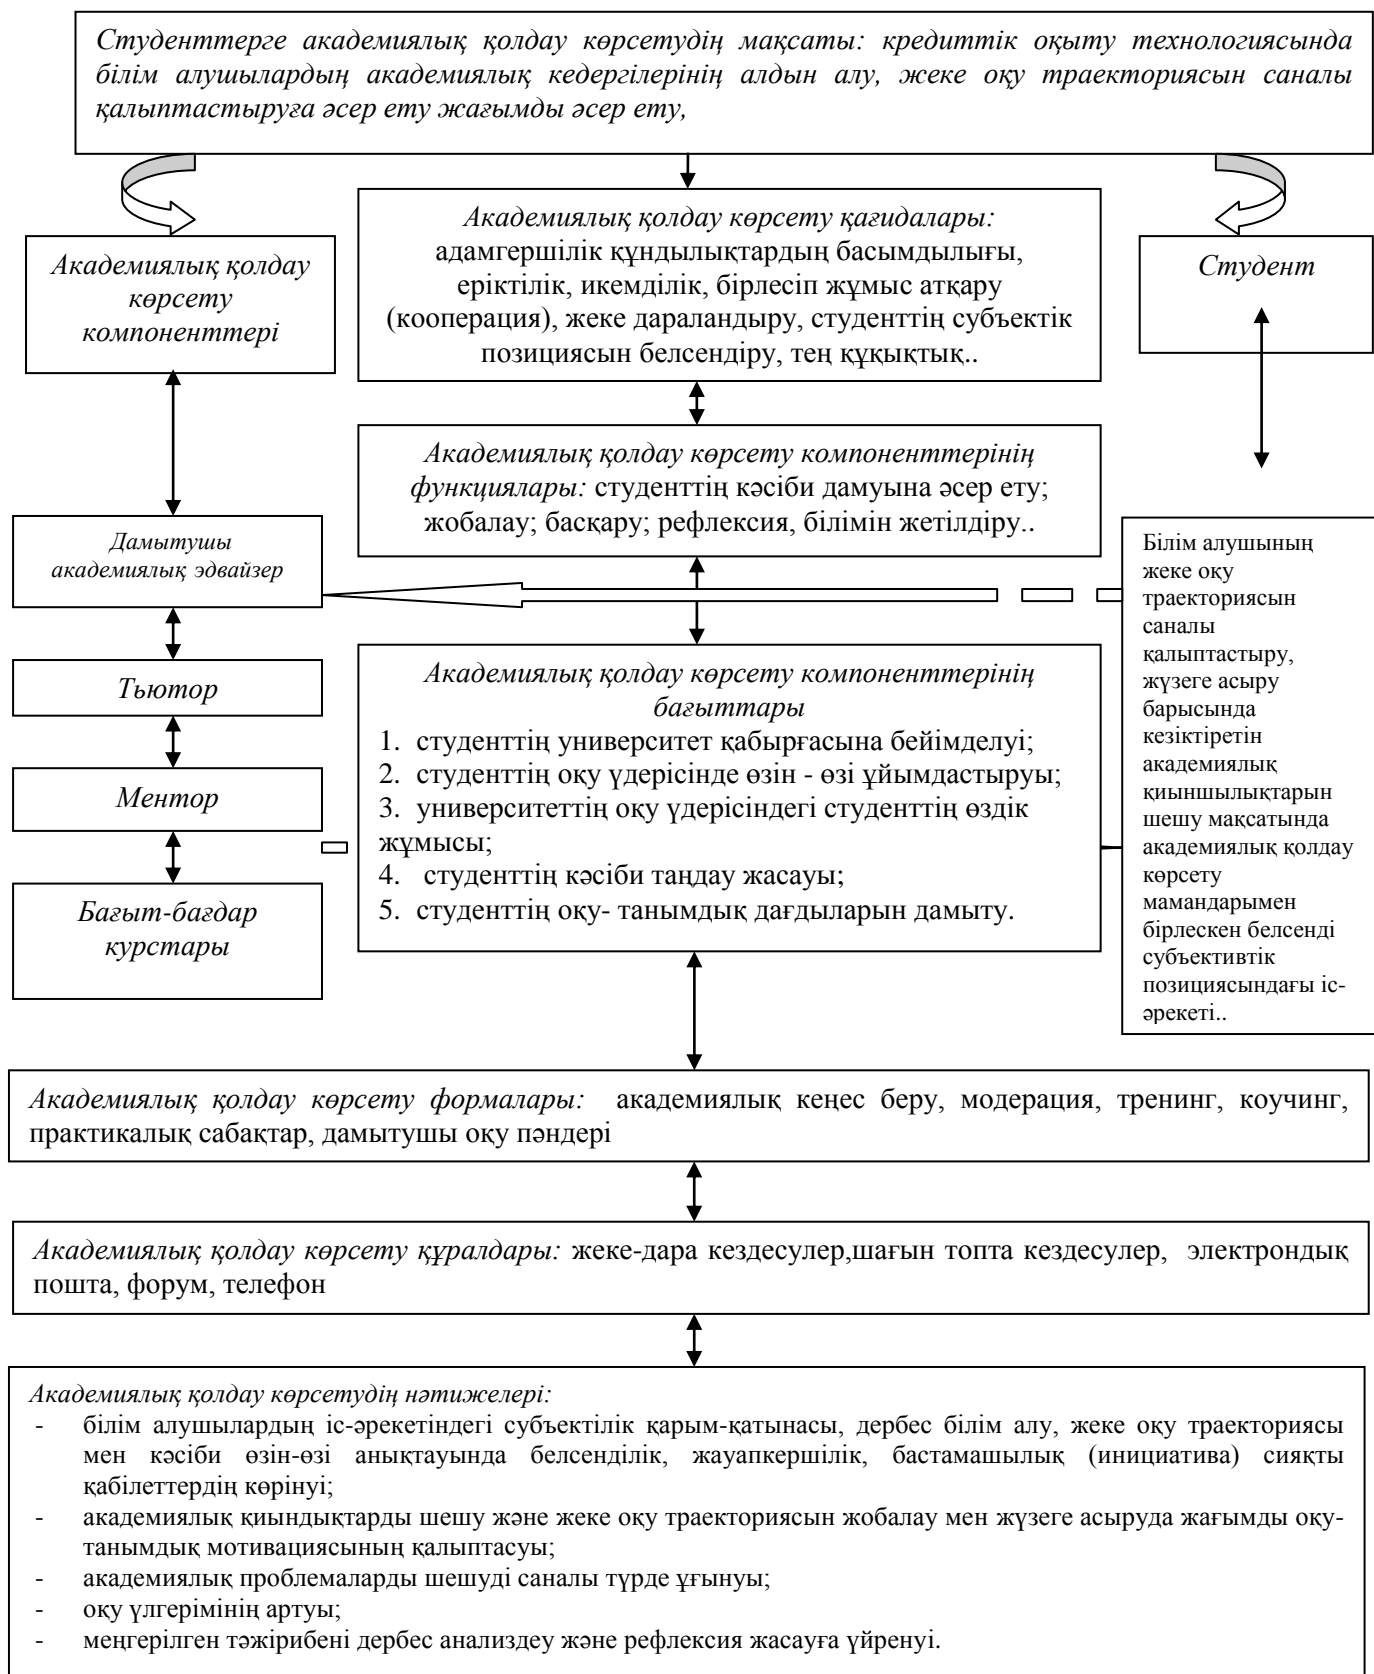 Студенттерге академиялық қолдау көрсетудің мақсаты: кредиттік оқыту технологиясында
білім алушылардың академиялық кедергілерінің алдын алу, жеке оқу траекториясын саналы
қалыптастыруға әсер ету жағымды әсер ету,
Академиялық қолдау
көрсету
компоненттері
Академиялық қолдау көрсету қағидалары:
адамгершілік құндылықтардың басымдылығы,
еріктілік, икемділік, бірлесіп жұмыс атқару
(кооперация), жеке дараландыру, студенттің субъектік
позициясын белсендіру, тең құқықтық..
Студент
Академиялық қолдау көрсету компоненттерінің
функциялары: студенттің кәсіби дамуына әсер ету;
жобалау; басқару; рефлексия, білімін жетілдіру..
Дамытушы
академиялық эдвайзер
Тьютор
Ментор
Бағыт-бағдар
курстары
Академиялық қолдау көрсету компоненттерінің
бағыттары
1. студенттің университет қабырғасына бейімделуі;
2. студенттің оқу үдерісінде өзін - өзі ұйымдастыруы;
3. университеттің оқу үдерісіндегі студенттің өздік
жұмысы;
4. студенттің кәсіби таңдау жасауы;
5. студенттің оқу- танымдық дағдыларын дамыту.
Білім алушының
жеке оқу
траекториясын
саналы
қалыптастыру,
жүзеге асыру
барысында
кезіктіретін
академиялық
қиыншылықтарын
шешу мақсатында
академиялық қолдау
көрсету
мамандарымен
бірлескен белсенді
субъективтік
позициясындағы іс-
әрекеті..
Академиялық қолдау көрсету формалары: академиялық кеңес беру, модерация, тренинг, коучинг,
практикалық сабақтар, дамытушы оқу пәндері
Академиялық қолдау көрсету құралдары: жеке-дара кездесулер,шағын топта кездесулер, электрондық
пошта, форум, телефон
Академиялық қолдау көрсетудің нәтижелері:
- білім алушылардың іс-әрекетіндегі субъектілік қарым-қатынасы, дербес білім алу, жеке оқу траекториясы
мен кәсіби өзін-өзі анықтауында белсенділік, жауапкершілік, бастамашылық (инициатива) сияқты
қабілеттердің көрінуі;
- академиялық қиындықтарды шешу және жеке оқу траекториясын жобалау мен жүзеге асыруда жағымды оқу-
танымдық мотивациясының қалыптасуы;
- академиялық проблемаларды шешуді саналы түрде ұғынуы;
- оқу үлгерімінің артуы;
- меңгерілген тәжірибені дербес анализдеу және рефлексия жасауға үйренуі.